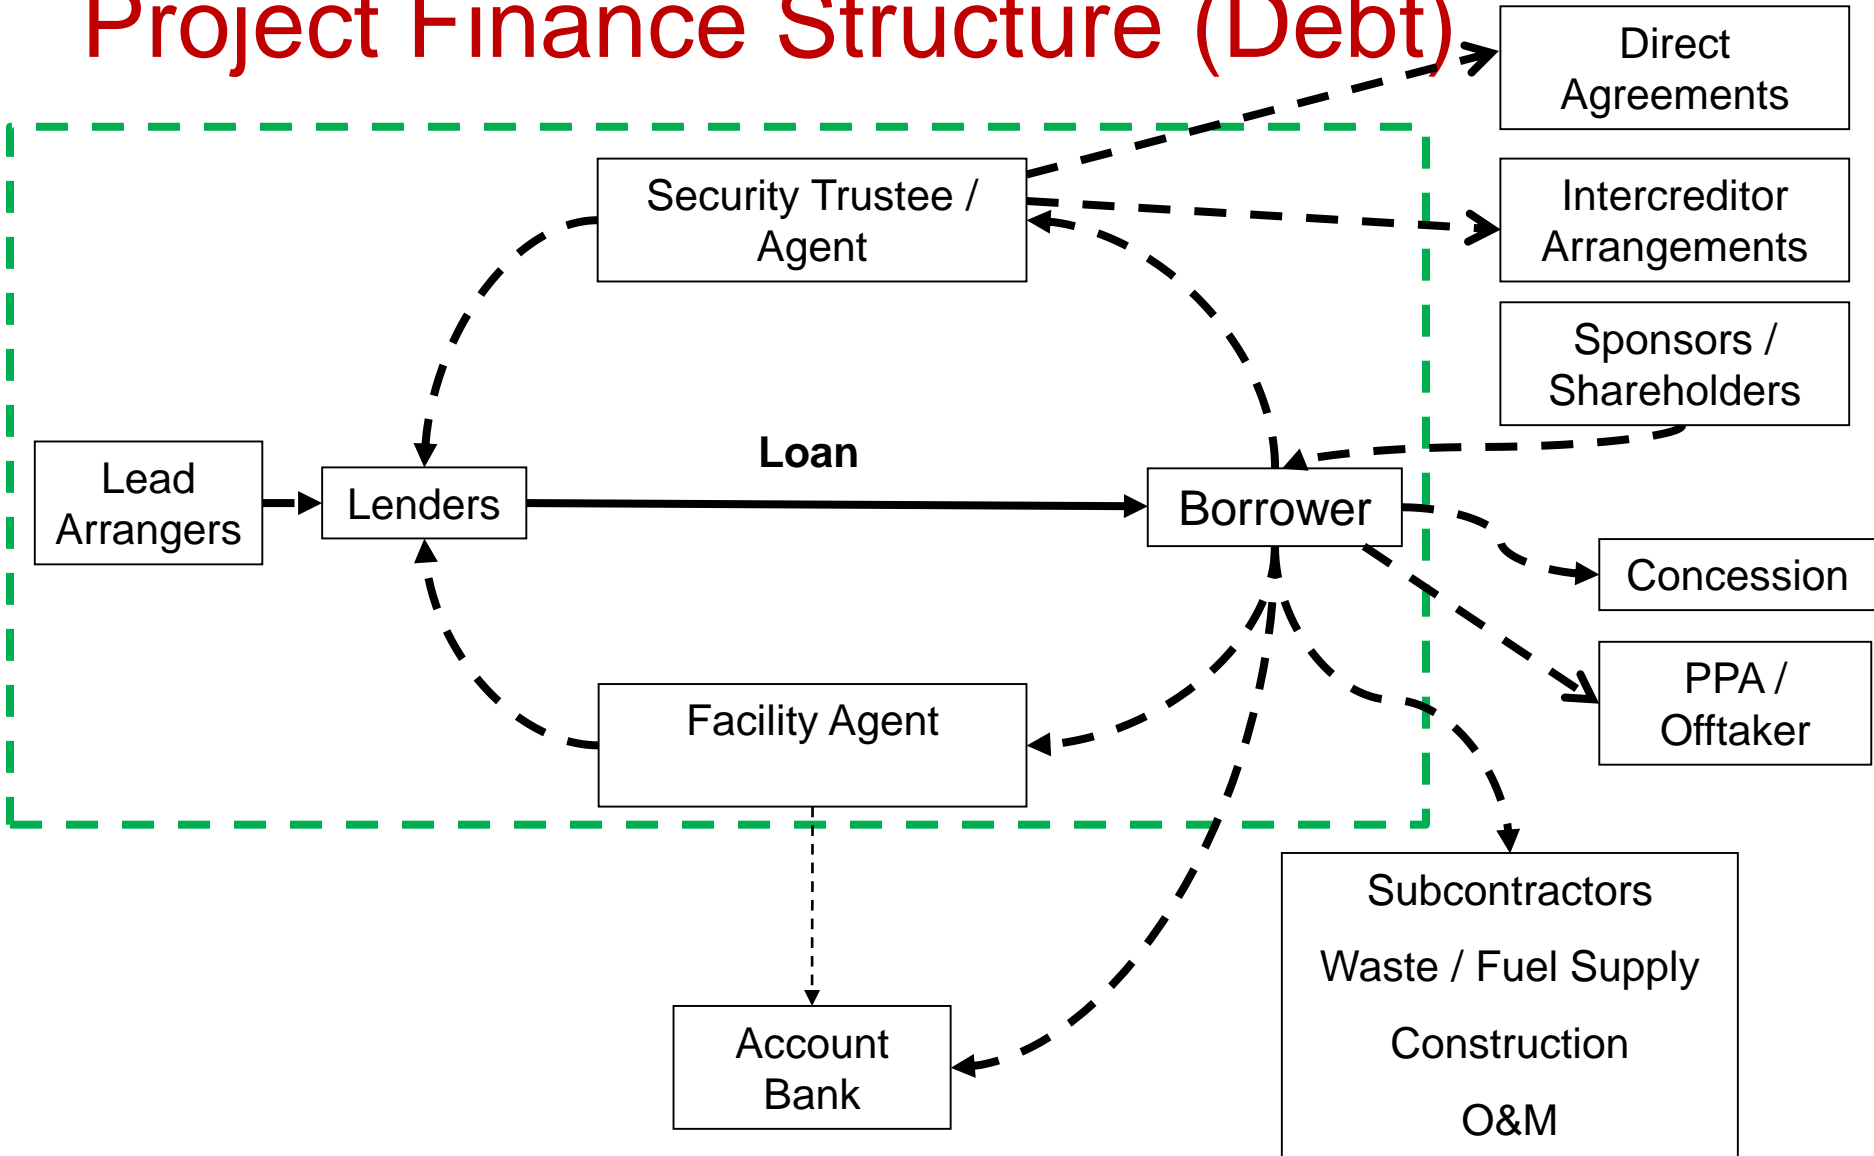 Project Finance Structure (Debt)
Direct
Agreements
Security Trustee /
Agent
Intercreditor
Arrangements
Sponsors /
Shareholders
Loan
Lead
Arrangers
Lenders
Borrower
Concession
PPA /
Offtaker
Facility Agent
Account
Bank
Subcontractors
Waste / Fuel Supply
Construction
O&M